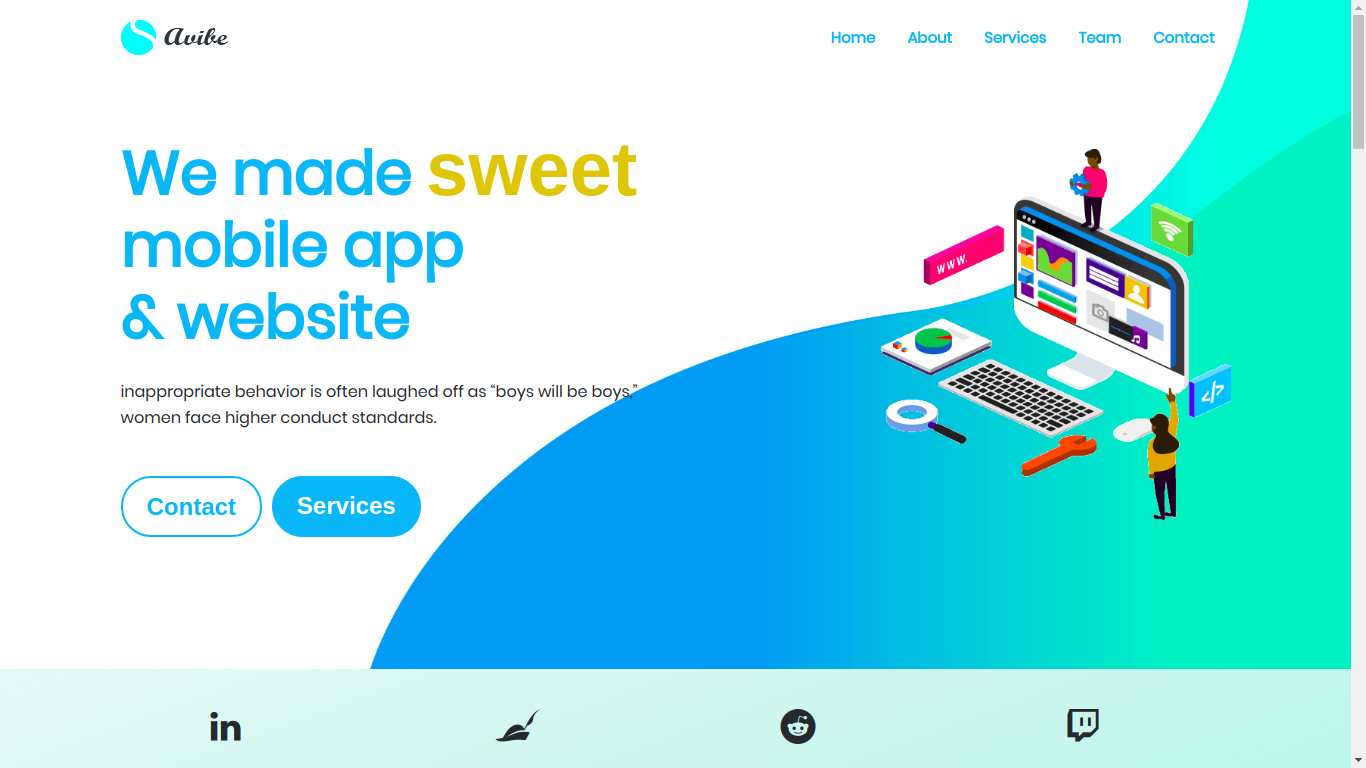 Avibe
Home About Services Team Contact
We made sweet
mobile app
& website
inappropriate behavior is often laughed off as “boys will be boys,”
women face higher conduct standards.
Contact Services
www.
</>
in